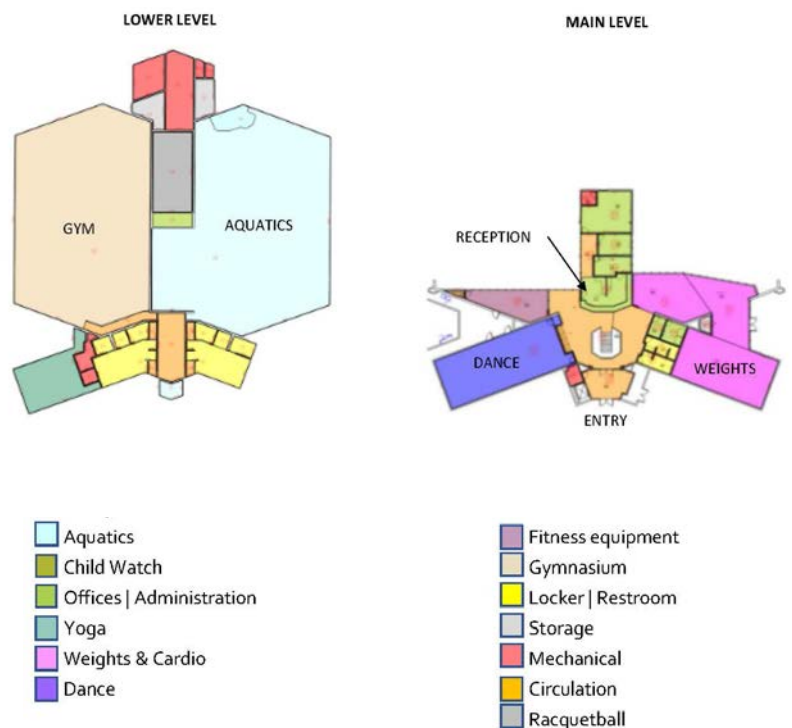 LOWER LEVEL
MAIN LEVEL
GYM
AQUATICS
RECEPTION
DANCE
WEIGHTS
ENTRY
Aquatics
Child Watch
Offices | Administration
Yoga
Weights & Cardio
Dance
Fitness equipment
Gymnasium
Locker | Restroom
Storage
Mechanical
Circulation
Racquetball